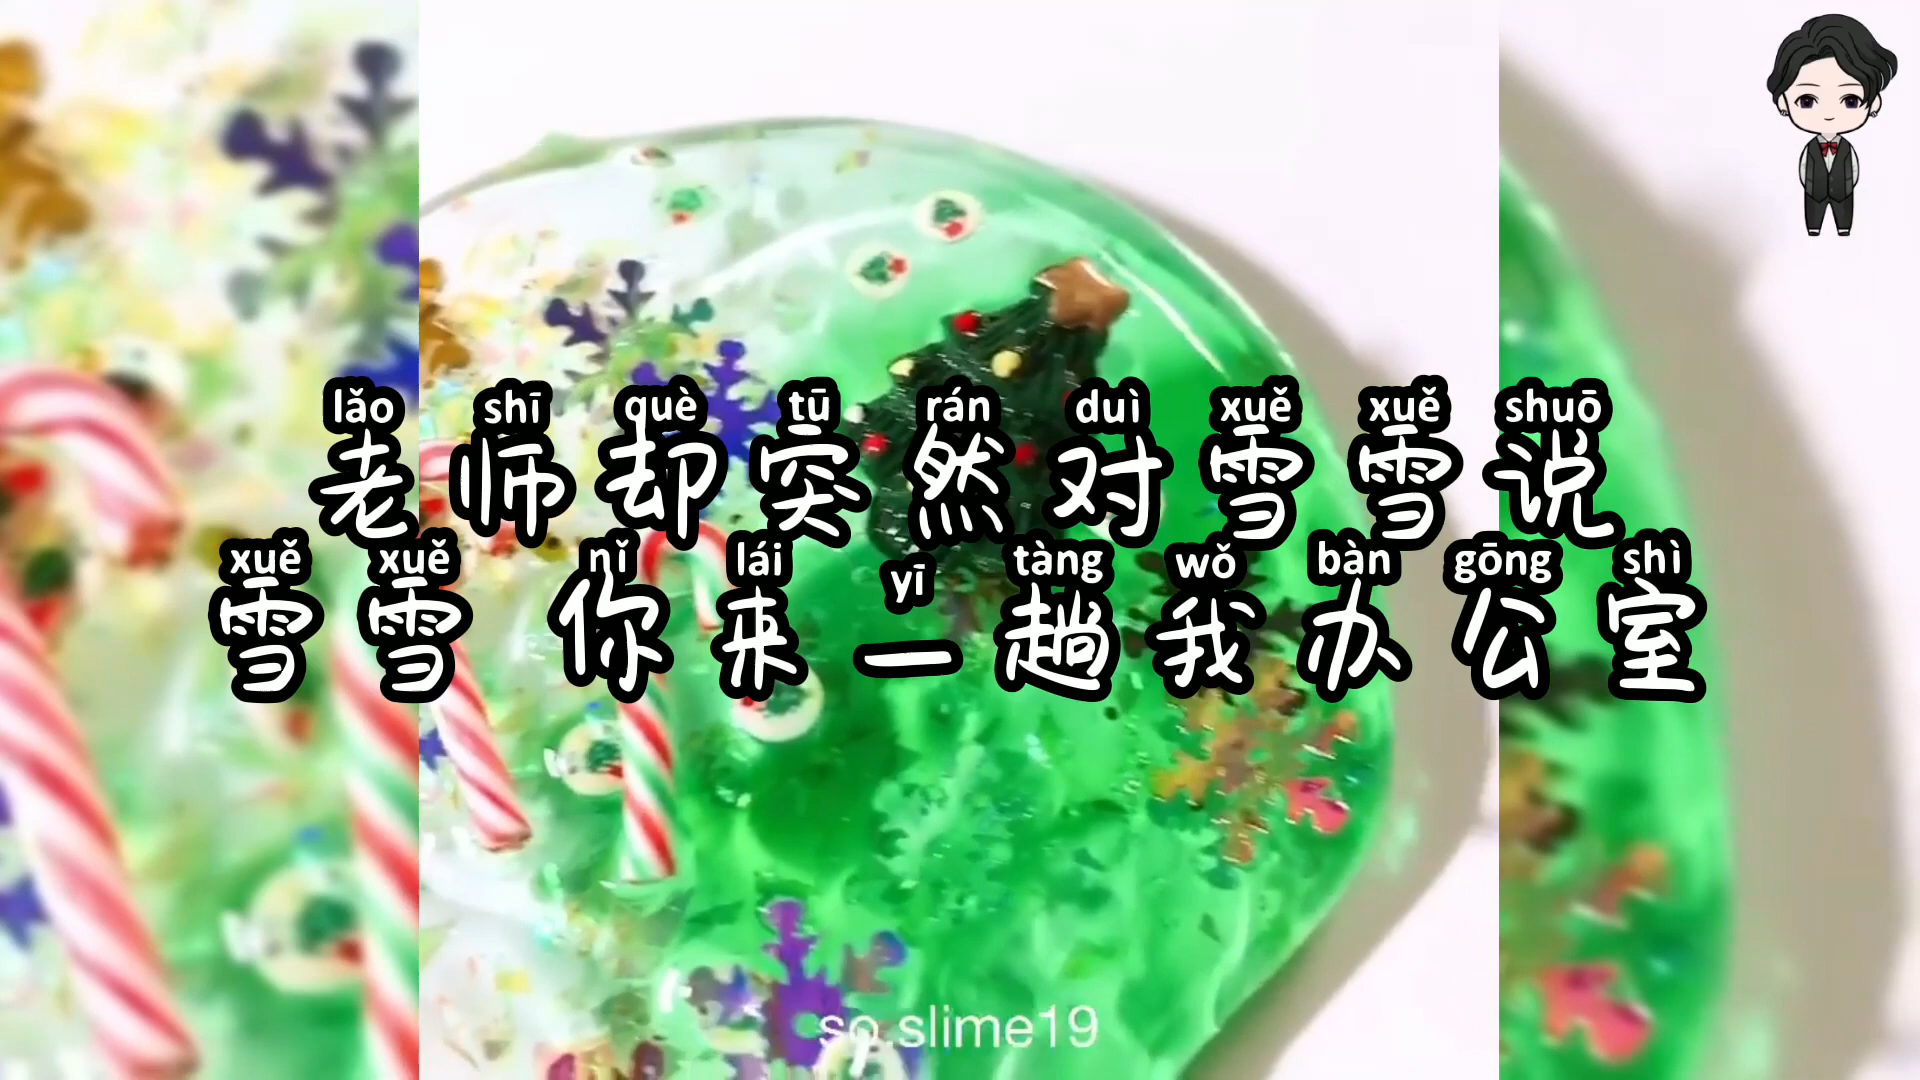 lǎo shī què tū rán duì xuě xuě shuō
老师却突然对雪雪说
xuě xuě nǐ lái yī tàng wǒ bàn gōng shì
雪雪 你来一趟我办公室
so.slime19